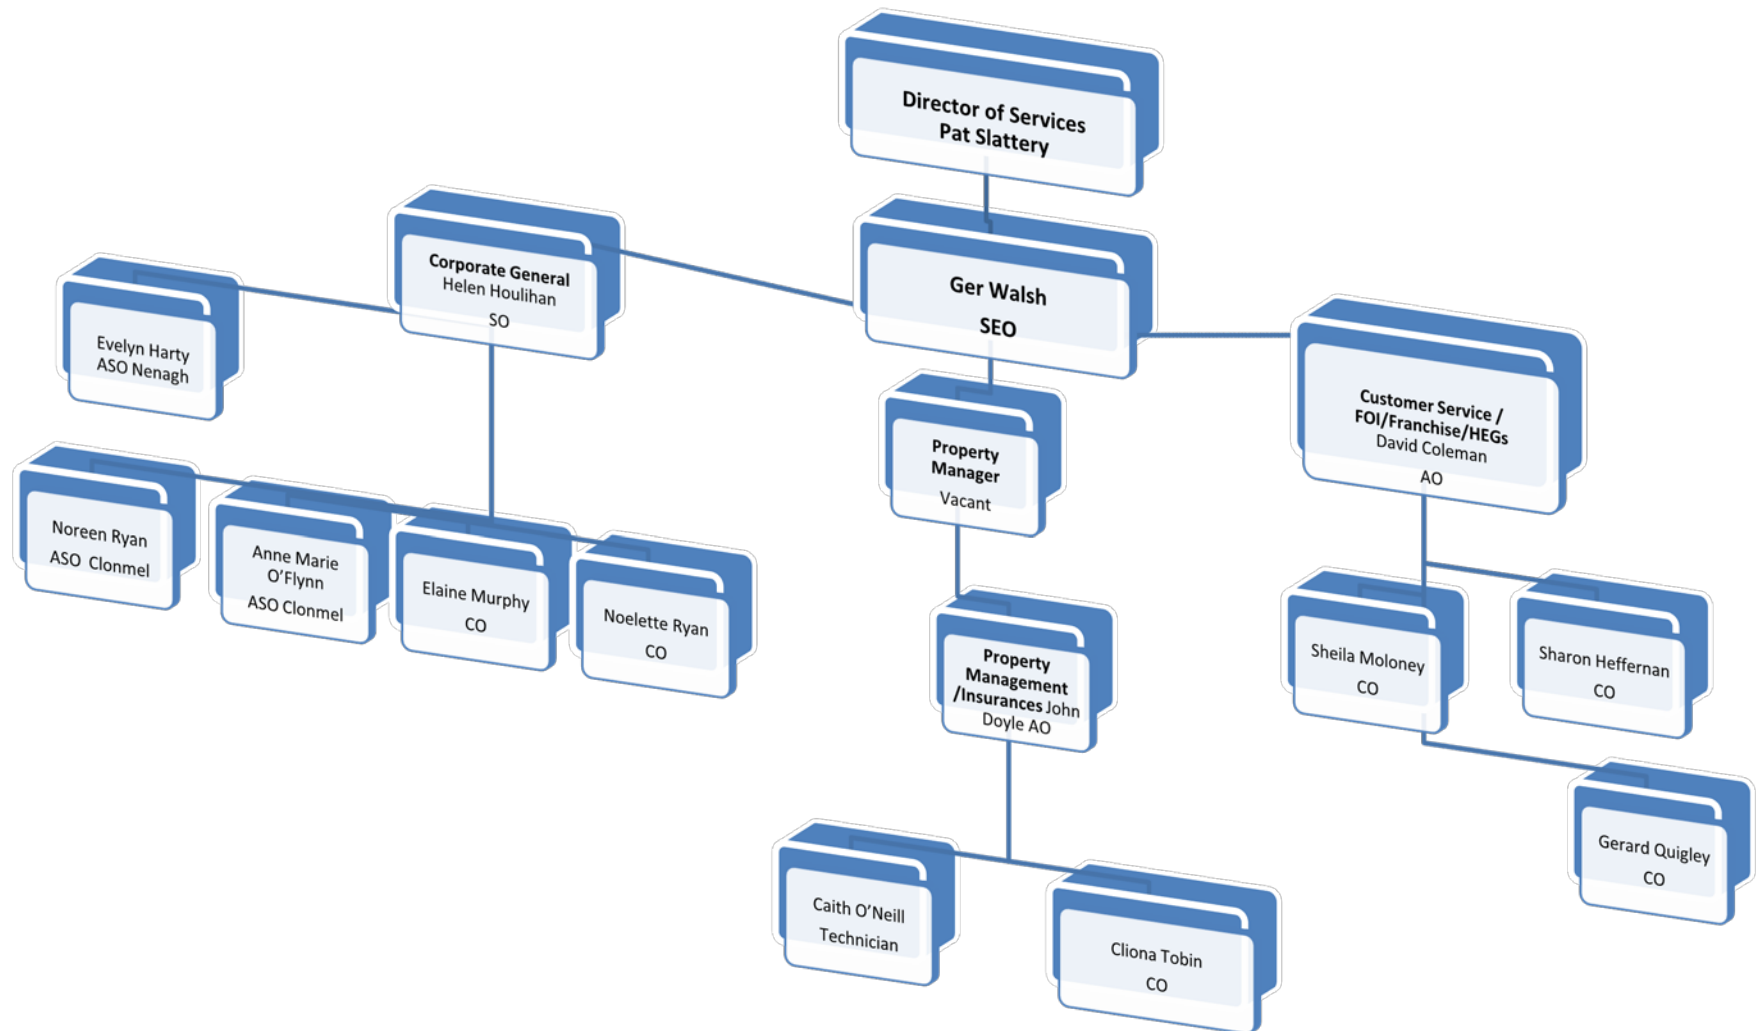 Director of Services
Pat Slattery
Corporate General
Helen Houlihan
SO
Ger Walsh
SEO
Evelyn Harty
ASO Nenagh
Customer Service /
FOI/Franchise/HEGs
David Coleman
AO
Property
Manager
Vacant
Noreen Ryan
ASO Clonmel
Anne Marie
O’Flynn
ASO Clonmel
Elaine Murphy
CO
Noelette Ryan
CO
Property
Management
/Insurances John
Doyle AO
Sheila Moloney
CO
Sharon Heffernan
CO
Gerard Quigley
CO
Caith O’Neill
Technician
Cliona Tobin
CO